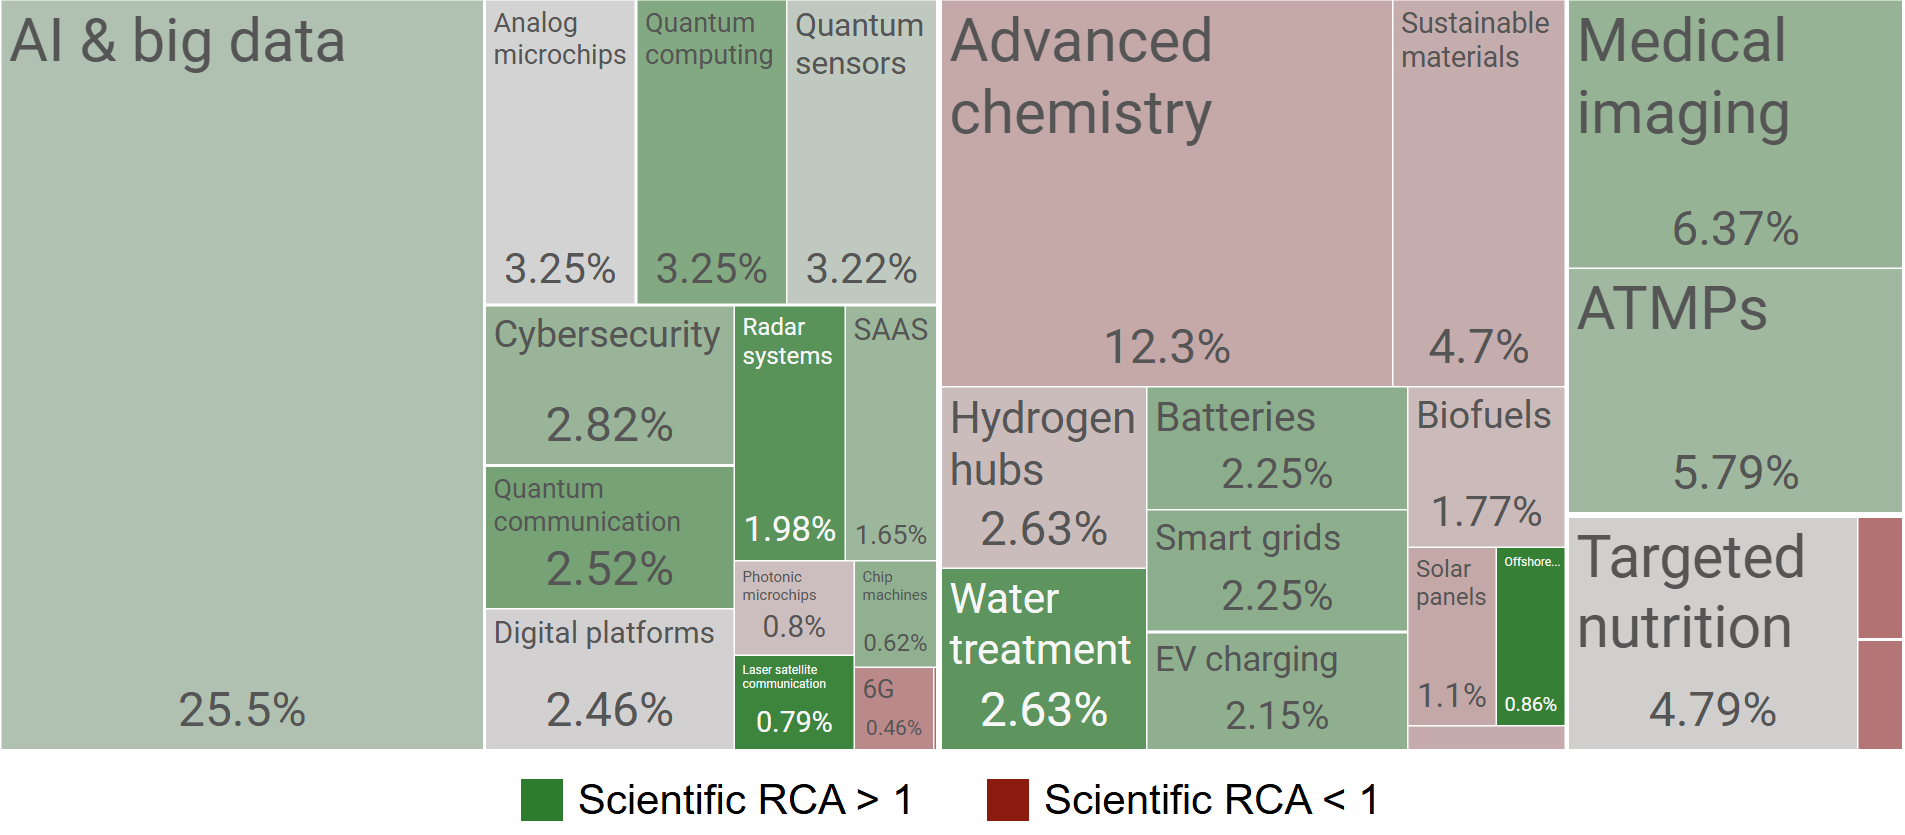 AI & big data
25.5%
Analog
microchips
3.25%
Quantum
computing
3.25%
Quantum
sensors
3.22%
Cybersecurity
2.82%
Quantum
communication
2.52%
Digital platforms
2.46%
Radar
systems
1.98%
SAAS
1.65%
Photonic
microchips
0.8%
Chip
machines
0.62%
Laser satellite
communication
0.79%
6G
0.46%
Advanced
chemistry
12.3%
Sustainable
materials
4.7%
Hydrogen
hubs
2.63%
Water
treatment
2.63%
Batteries
2.25%
Smart grids
2.25%
EV charging
2.15%
Biofuels
1.77%
Solar
panels
1.1%
Offshore...
0.86%
Medical
imaging
6.37%
ATMPs
5.79%
Targeted
nutrition
4.79%
Scientific RCA > 1
Scientific RCA < 1